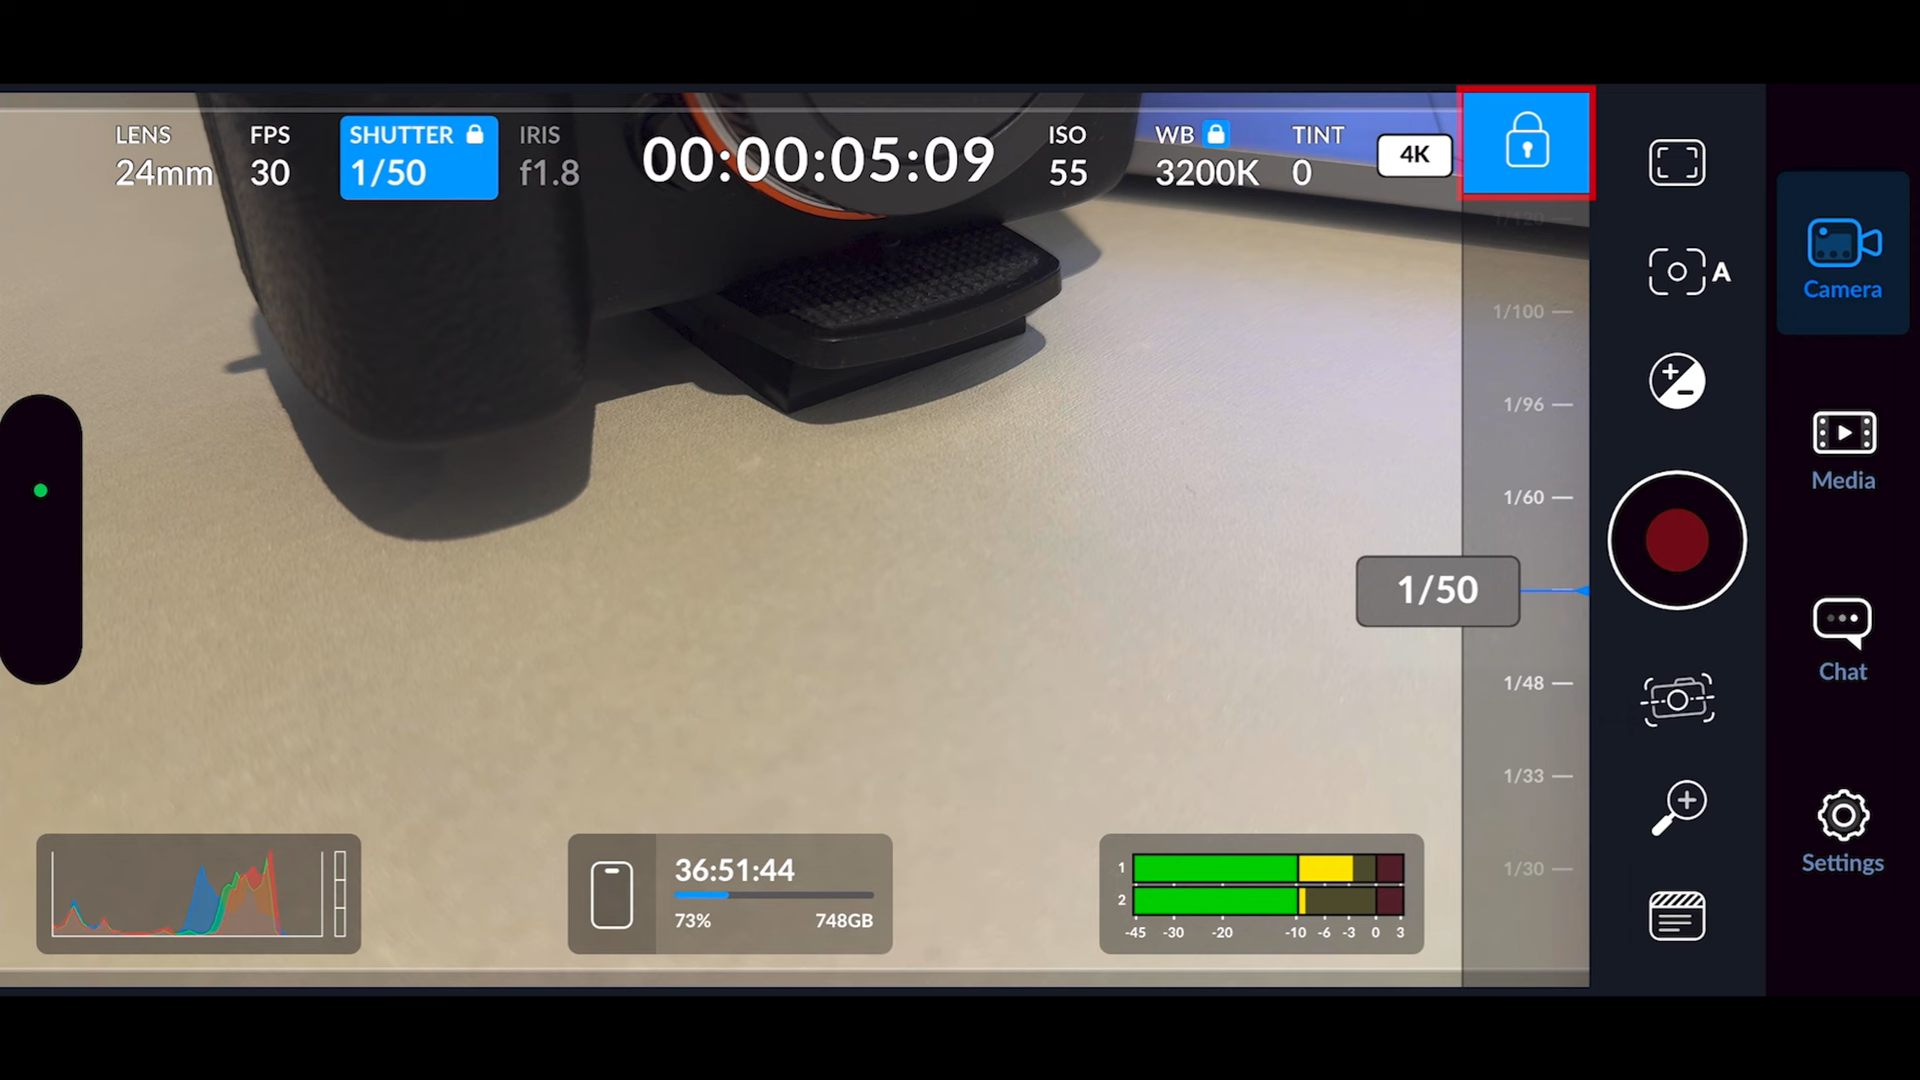 LENS
24mm
FPS
30
SHUTTER
1/50
IRIS
f1.8
00:00:05:09
ISO
55
WB
3200K
TINT
0
4K
1/120
1/100
1/96
1/60
1/50
1/48
1/33
1/30
A
Camera
Media
Chat
Settings
36:51:44
73%
748GB
1
2
-45 -30 -20 -10 -6 -3 0 3